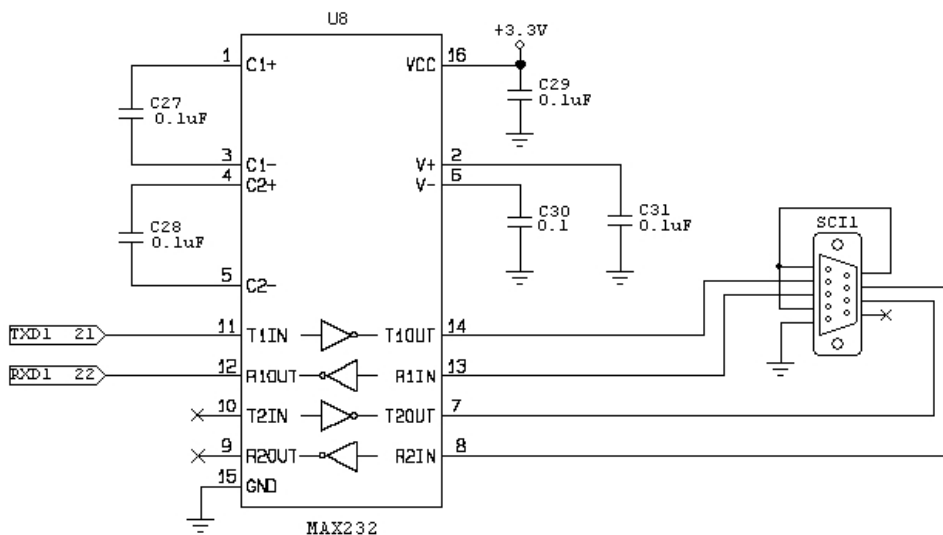 U8
+3.3V
1 C1+ VCC 16
C29
0.1uF
C27
0.1uF
3 C1- V+ 2
4 C2+ V- 6
C30
0.1
C31
0.1uF
SCI1
C28
0.1uF
5 C2-
TXD1 21 11 T1IN T1OUT 14
RXD1 22 12 R1OUT R1IN 13
10 T2IN T2OUT 7
9 R2OUT R2IN 8
15 GND
MAX232